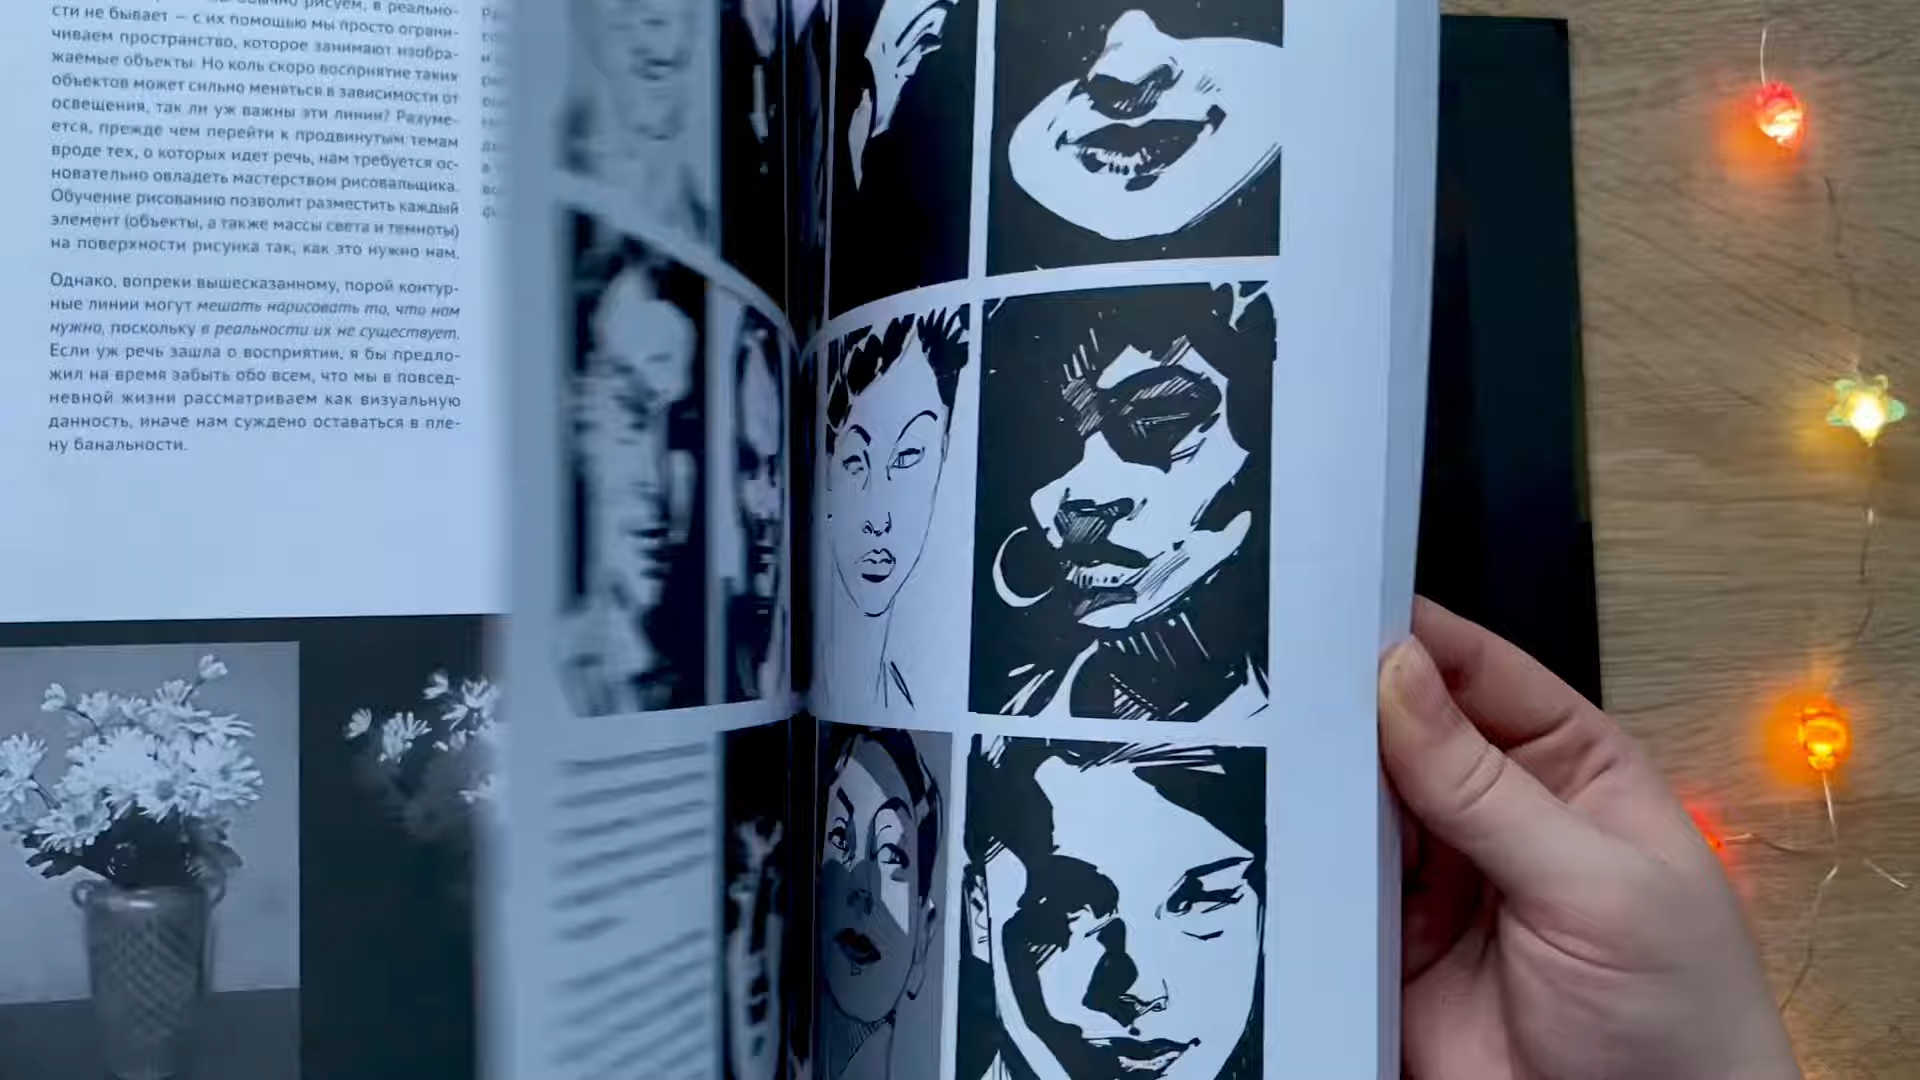 обычно рисуем, в реально-
сти не бывает — с их помощью мы просто ограни-
чиваем пространство, которое занимают изобра-
жаемые объекты. Но коль скоро восприятие таких
объектов может сильно меняться в зависимости от
освещения, так ли уж важны эти линии? Разуме-
ется, прежде чем перейти к продвинутым темам
вроде тех, о которых идет речь, нам требуется ос-
новательно овладеть мастерством рисовальщика.
Обучение рисованию позволит разместить каждый
элемент (объекты, а также массы света и темноты)
на поверхности рисунка так, как это нужно нам.
Однако, вопреки вышесказанному, порой контур-
ные линии могут мешать нарисовать то, что нам
нужно, поскольку в реальности их не существует.
Если уж речь зашла о восприятии, я бы предло-
жил на время забыть обо всем, что мы в повсед-
невной жизни рассматриваем как визуальную
данность, иначе нам суждено оставаться в пле-
ну банальности.